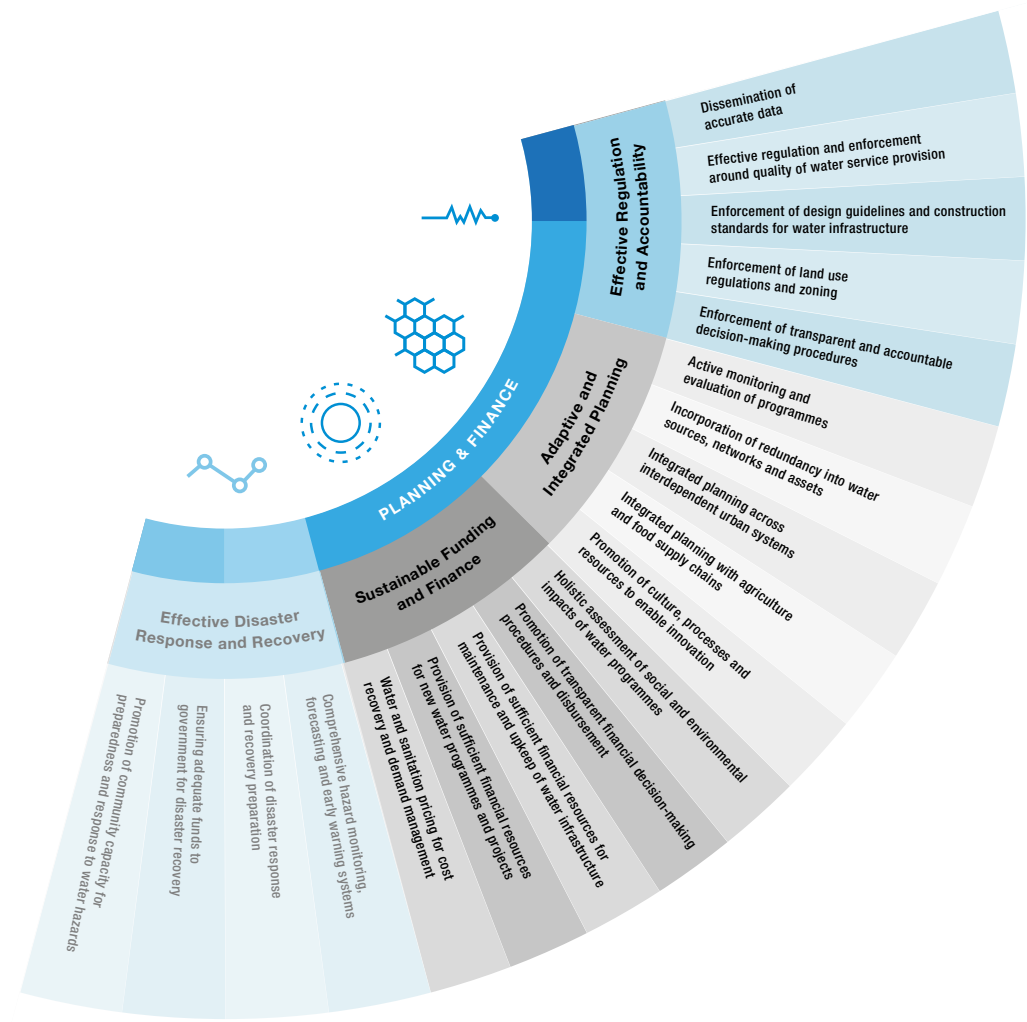 PLANNING & FINANCE
Effective Regulation
and Accountability
Dissemination of
accurate data
Effective regulation and enforcement
around quality of water service provision
Enforcement of design guidelines and construction
standards for water infrastructure
Enforcement of land use
regulations and zoning
Enforcement of transparent and accountable
decision-making procedures
Adaptive and
Integrated Planning
Active monitoring and
evaluation of programmes
Incorporation of redundancy into water
sources, networks and assets
Integrated planning across
interdependent urban systems
Integrated planning with agriculture
and food supply chains
Promotion of culture, processes and
resources to enable innovation
Sustainable Funding
and Finance
Holistic assessment of social and environmental
impacts of water programmes
Promotion of transparent financial decision-making
procedures and disbursement
Provision of sufficient financial resources for
maintenance and upkeep of water infrastructure
Provision of sufficient financial resources
for new water programmes and projects
Water and sanitation pricing for cost
recovery and demand management
Effective Disaster
Response and Recovery
Comprehensive hazard monitoring,
forecasting and early warning systems
Coordination of disaster response
and recovery preparation
Ensuring adequate funds to
government for disaster recovery
Promotion of community capacity for
preparedness and response to water hazards